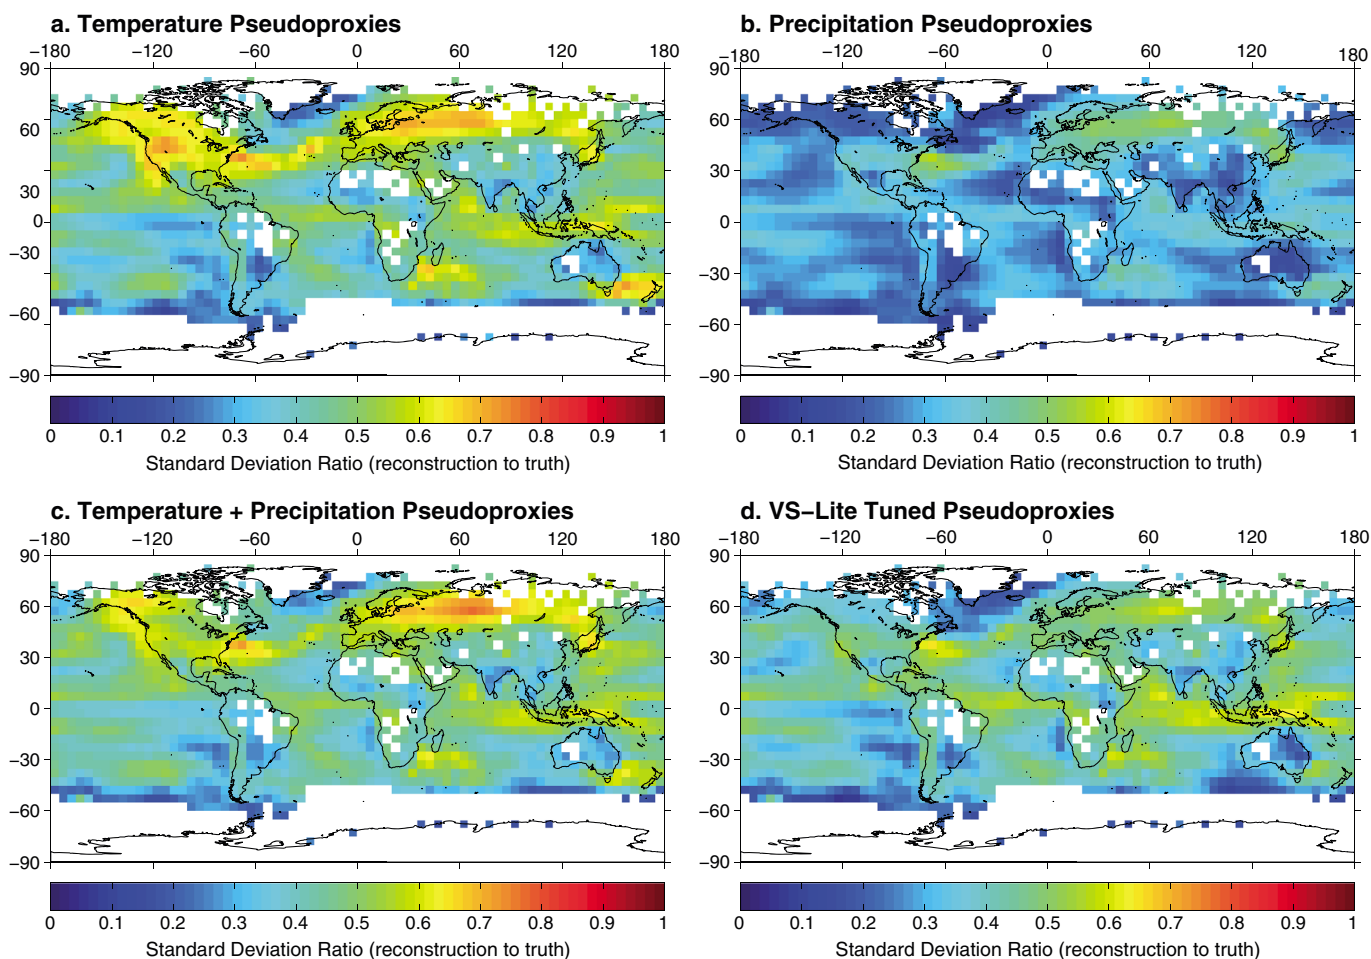 a. Temperature Pseudoproxies
−180 −120 −60 0 60 120 180
90
60
30
0
−30
−60
−90
0 0.1 0.2 0.3 0.4 0.5 0.6 0.7 0.8 0.9 1
Standard Deviation Ratio (reconstruction to truth)
b. Precipitation Pseudoproxies
−180 −120 −60 0 60 120 180
90
60
30
0
−30
−60
−90
0 0.1 0.2 0.3 0.4 0.5 0.6 0.7 0.8 0.9 1
Standard Deviation Ratio (reconstruction to truth)
c. Temperature + Precipitation Pseudoproxies
−180 −120 −60 0 60 120 180
90
60
30
0
−30
−60
−90
0 0.1 0.2 0.3 0.4 0.5 0.6 0.7 0.8 0.9 1
Standard Deviation Ratio (reconstruction to truth)
d. VS−Lite Tuned Pseudoproxies
−180 −120 −60 0 60 120 180
90
60
30
0
−30
−60
−90
0 0.1 0.2 0.3 0.4 0.5 0.6 0.7 0.8 0.9 1
Standard Deviation Ratio (reconstruction to truth)